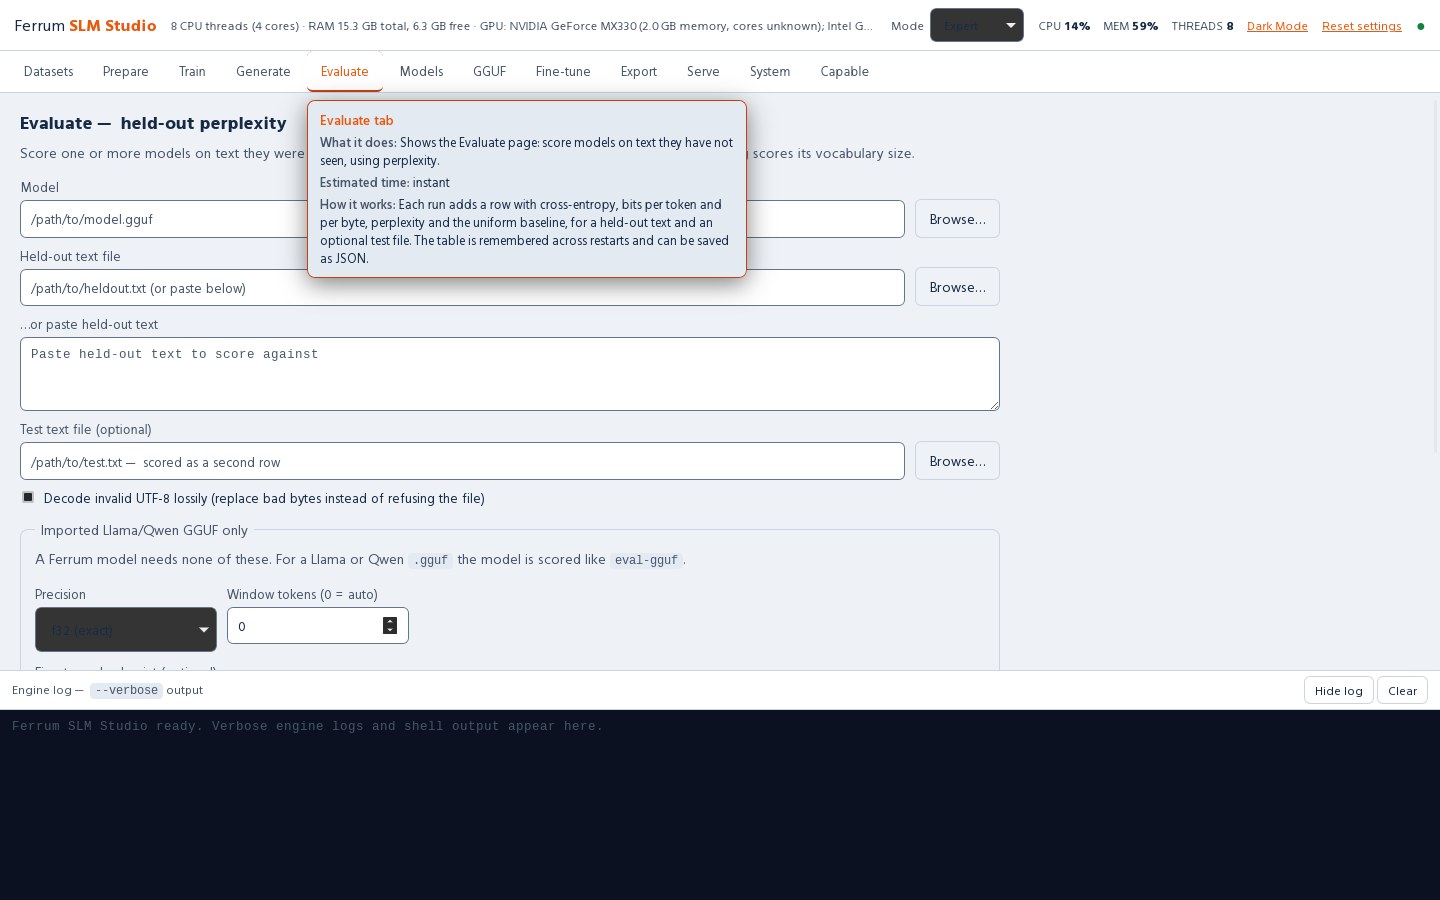 Ferrum SLM Studio
8 CPU threads (4 cores) · RAM 15.3 GB total, 6.3 GB free · GPU: NVIDIA GeForce MX330 (2.0 GB memory, cores unknown); Intel G…
Mode
Expert
CPU 14%
MEM 59%
THREADS 8
Dark Mode
Reset settings
Datasets
Prepare
Train
Generate
Evaluate
Models
GGUF
Fine-tune
Export
Serve
System
Capable
Evaluate — held-out perplexity
Score one or more models on text they were
scores its vocabulary size.
Evaluate tab
What it does: Shows the Evaluate page: score models on text they have not
seen, using perplexity.
Estimated time: instant
How it works: Each run adds a row with cross-entropy, bits per token and
per byte, perplexity and the uniform baseline, for a held-out text and an
optional test file. The table is remembered across restarts and can be saved
as JSON.
Model
/path/to/model.gguf
Browse…
Held-out text file
/path/to/heldout.txt (or paste below)
Browse…
…or paste held-out text
Paste held-out text to score against
Test text file (optional)
/path/to/test.txt — scored as a second row
Browse…
Decode invalid UTF-8 lossily (replace bad bytes instead of refusing the file)
Imported Llama/Qwen GGUF only
A Ferrum model needs none of these. For a Llama or Qwen .gguf the model is scored like eval-gguf.
Precision
Window tokens (0 = auto)
f32 (exact)
0
Engine log — --verbose output
Hide log
Clear
Ferrum SLM Studio ready. Verbose engine logs and shell output appear here.